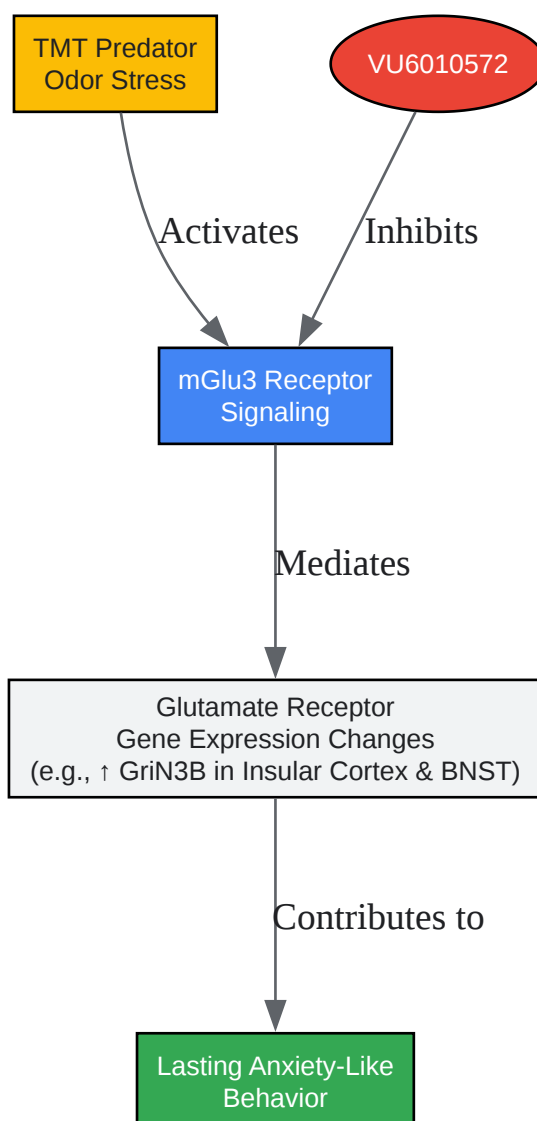 TMT Predator
Odor Stress
VU6010572
Activates
Inhibits
mGlu3 Receptor
Signaling
Mediates
Glutamate Receptor
Gene Expression Changes
(e.g., ↑ GriN3B in Insular Cortex & BNST)
Contributes to
Lasting Anxiety-Like
Behavior